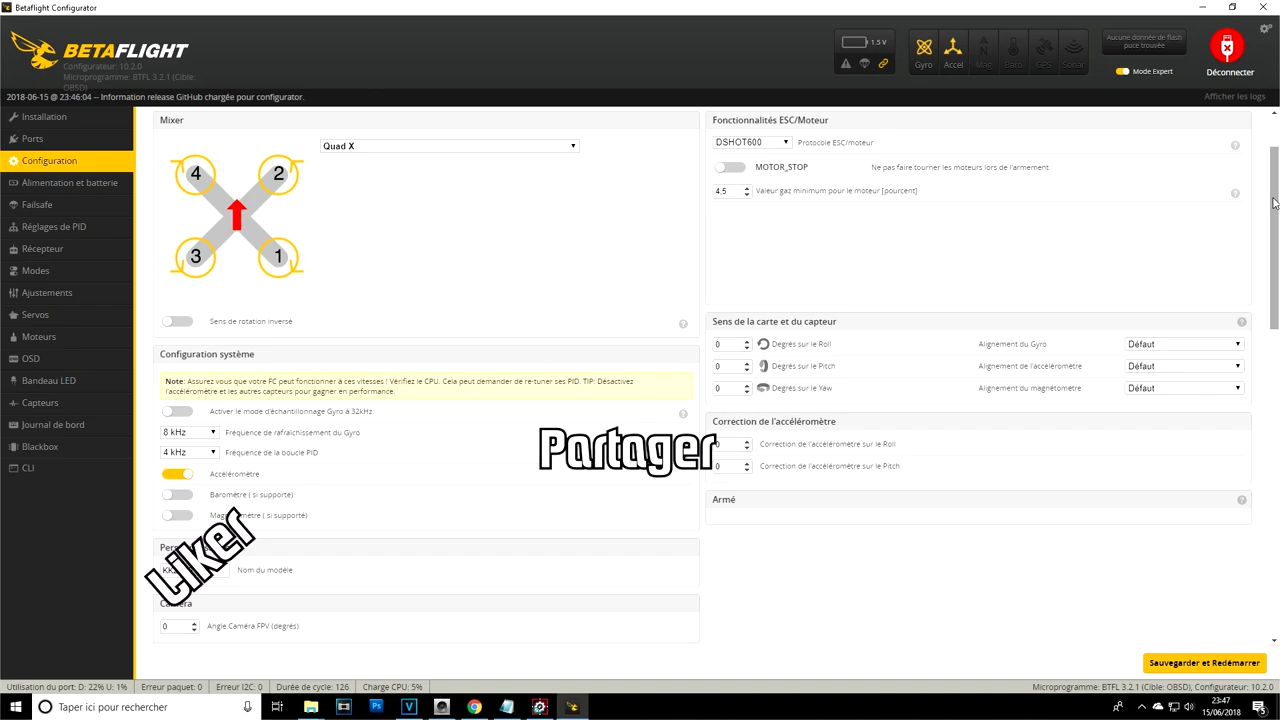 Betaflight Configurator
BETAFLIGHT
Configurateur: 10.2.0
Microprogramme: BTFL 3.2.1 (Cible:
OBSD)
1.5 V
Gyro
Accel
Mag
Baro
GPS
Sonar
Aucune donnée de flash
puce trouvée
Mode Expert
Déconnecter
2018-06-15 @ 23:46:04 -- Information release GitHub chargée pour configurator.
Afficher les logs
Installation
Ports
Configuration
Alimentation et batterie
Failsafe
Réglages de PID
Récepteur
Modes
Ajustements
Servos
Moteurs
OSD
Bandeau LED
Capteurs
Journal de bord
Blackbox
CLI
Mixer
Quad X
4
2
3
1
Sens de rotation inversé
Configuration système
Note: Assurez vous que votre FC peut fonctionner à ces vitesses ! Vérifiez le CPU. Cela peut demander de re-tuner ses PID. TIP: Désactivez
l'accéléromètre et les autres capteurs pour gagner en performance.
Activer le mode d'échantillonnage Gyro à 32kHz
8 kHz Fréquence de rafraîchissement du Gyro
4 kHz Fréquence de la boucle PID
Accéléromètre
Baromètre ( si supporté)
( si supporté)
Nom du modèle
Caméra
0 Angle Caméra FPV (degrés)
Fonctionnalités ESC/Moteur
DSHOT600 Protocole ESC/moteur
MOTOR_STOP Ne pas faire tourner les moteurs lors de l'armement
4,5 Valeur gaz minimum pour le moteur [pourcent]
Sens de la carte et du capteur
0 Degrés sur le Roll Alignement du Gyro Défaut
0 Degrés sur le Pitch Alignement de l'accéléromètre Défaut
0 Degrés sur le Yaw Alignement du magnétomètre Défaut
Correction de l'accéléromètre
0 Correction de l'accéléromètre sur le Roll
0 Correction de l'accéléromètre sur le Pitch
Armé
Partager
Liker
Sauvegarder et Redémarrer
Utilisation du port: D: 22% U: 1% Erreur paquet: 0 Erreur I2C: 0 Durée de cycle: 126 Charge CPU: 5% Microprogramme: BTFL 3.2.1 (Cible: OBSD), Configurateur: 10.2.0
Taper ici pour rechercher
23:47
15/06/2018